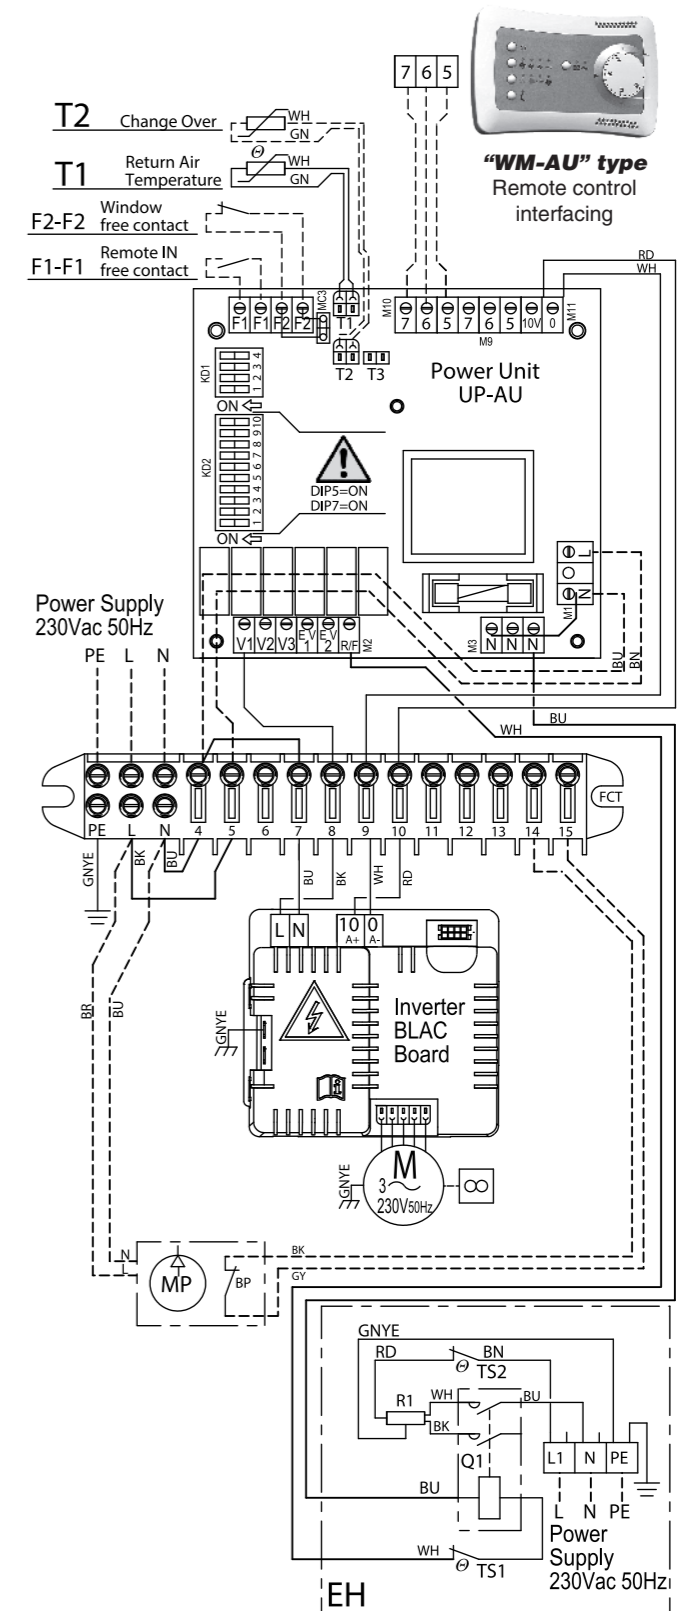 7 6 5
T2 Change Over
WH
GN
Θ
T1 Return Air
Temperature
WH
GN
F2-F2 Window
free contact
F1-F1 Remote IN
free contact
“WM-AU” type
Remote control
interfacing
RD
WH
F1 F1 F2 F2
MC3
T1
M10
7 6 5 7 6 5 10V 0
M11
M9
T2 T3
KD1
1 2 3 4
ON
Power Unit
UP-AU
KD2
1 2 3 4 5 6 7 8 9 10
ON
DIP5=ON
DIP7=ON
L
N
M1
V1 V2 V3 EV1 EV2 R/F
M2
M3
N N N
BU
BN
Power Supply
230Vac 50Hz
PE L N
WH
BU
FCT
PE L N 4 5 6 7 8 9 10 11 12 13 14 15
GNYE
BK
BU
BU
BK
WH
RD
L N
10 0
A+ A-
BR
BU
GNYE
Inverter
BLAC
Board
i
GNYE
M
3
230V50Hz
8
N
L
MP
BP
BK
GY
GNYE
RD
BN
Θ TS2
R1
WH
BU
BK
Q1
L1 N PE
BU
L N PE
Power
Supply
230Vac 50Hz
WH
Θ TS1
EH